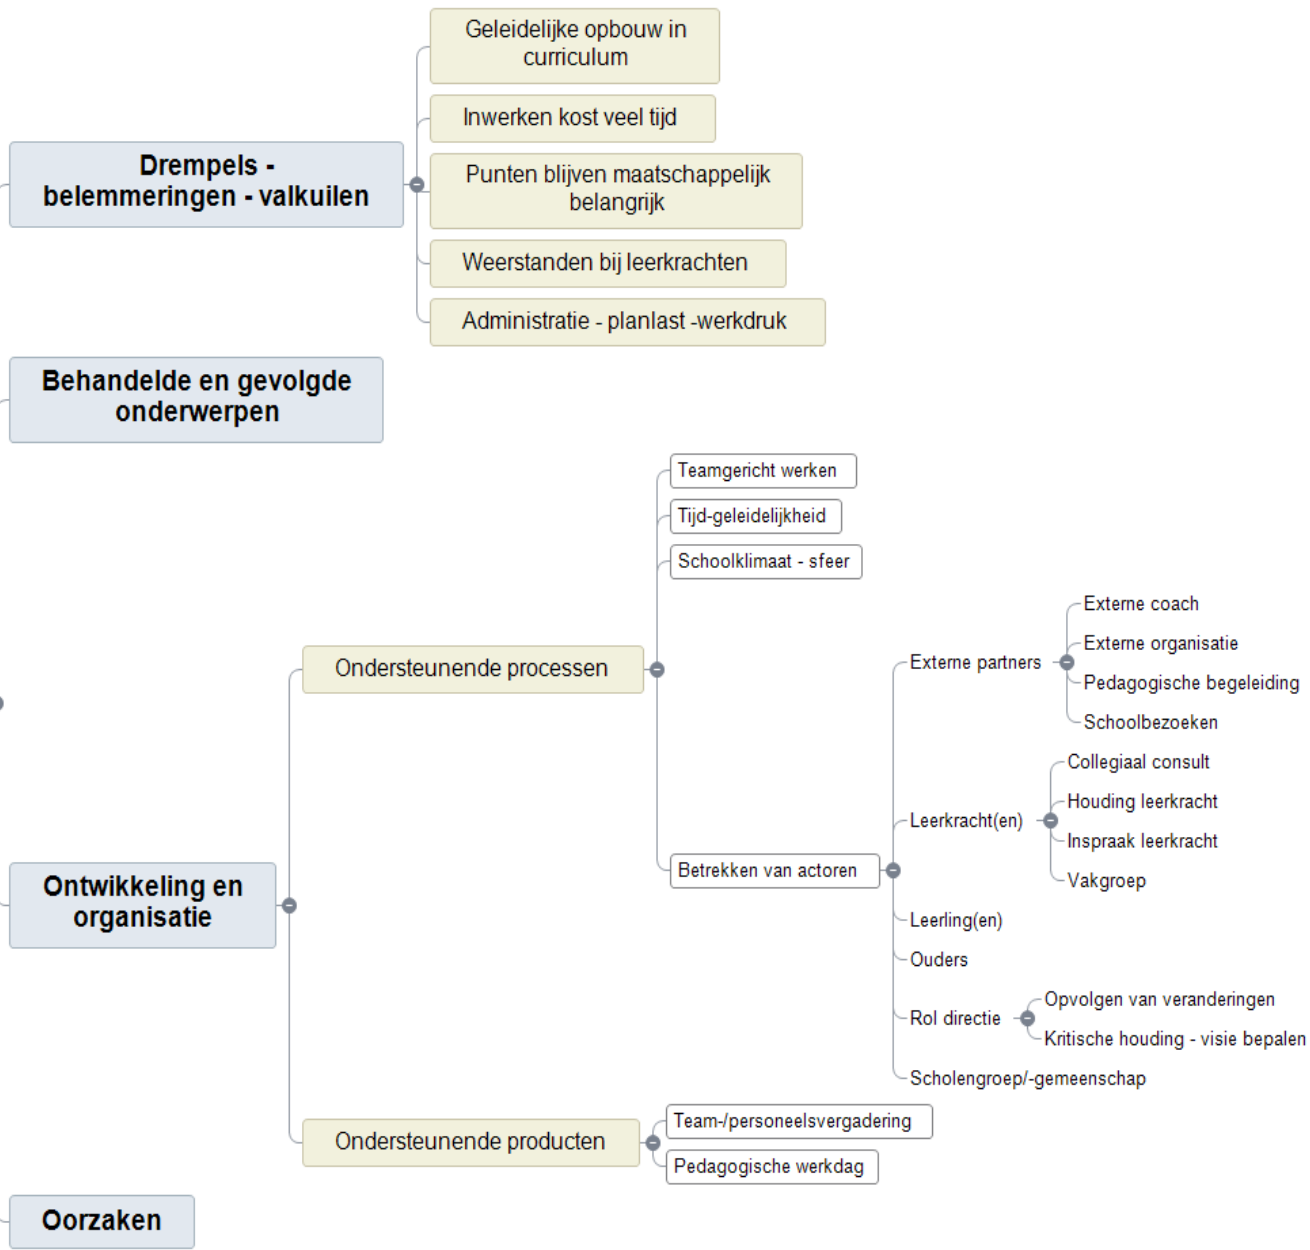 Geleidelijke opbouw in
curriculum
Inwerken kost veel tijd
Drempels -
belemmeringen - valkuilen
Punten blijven maatschappelijk
belangrijk
Weerstanden bij leerkrachten
Administratie - planlast -werkdruk
Behandelde en gevolgde
onderwerpen
Teamgericht werken
Tijd-geleidelijkheid
Schoolklimaat - sfeer
Ondersteunende processen
Externe partners
Externe coach
Externe organisatie
Pedagogische begeleiding
Schoolbezoeken
Leerkracht(en)
Collegiaal consult
Houding leerkracht
Inspraak leerkracht
Vakgroep
Betrekken van actoren
Ontwikkeling en
organisatie
Leerling(en)
Ouders
Rol directie
Opvolgen van veranderingen
Kritische houding - visie bepalen
Scholengroep/-gemeenschap
Ondersteunende producten
Team-/personeelsvergadering
Pedagogische werkdag
Oorzaken